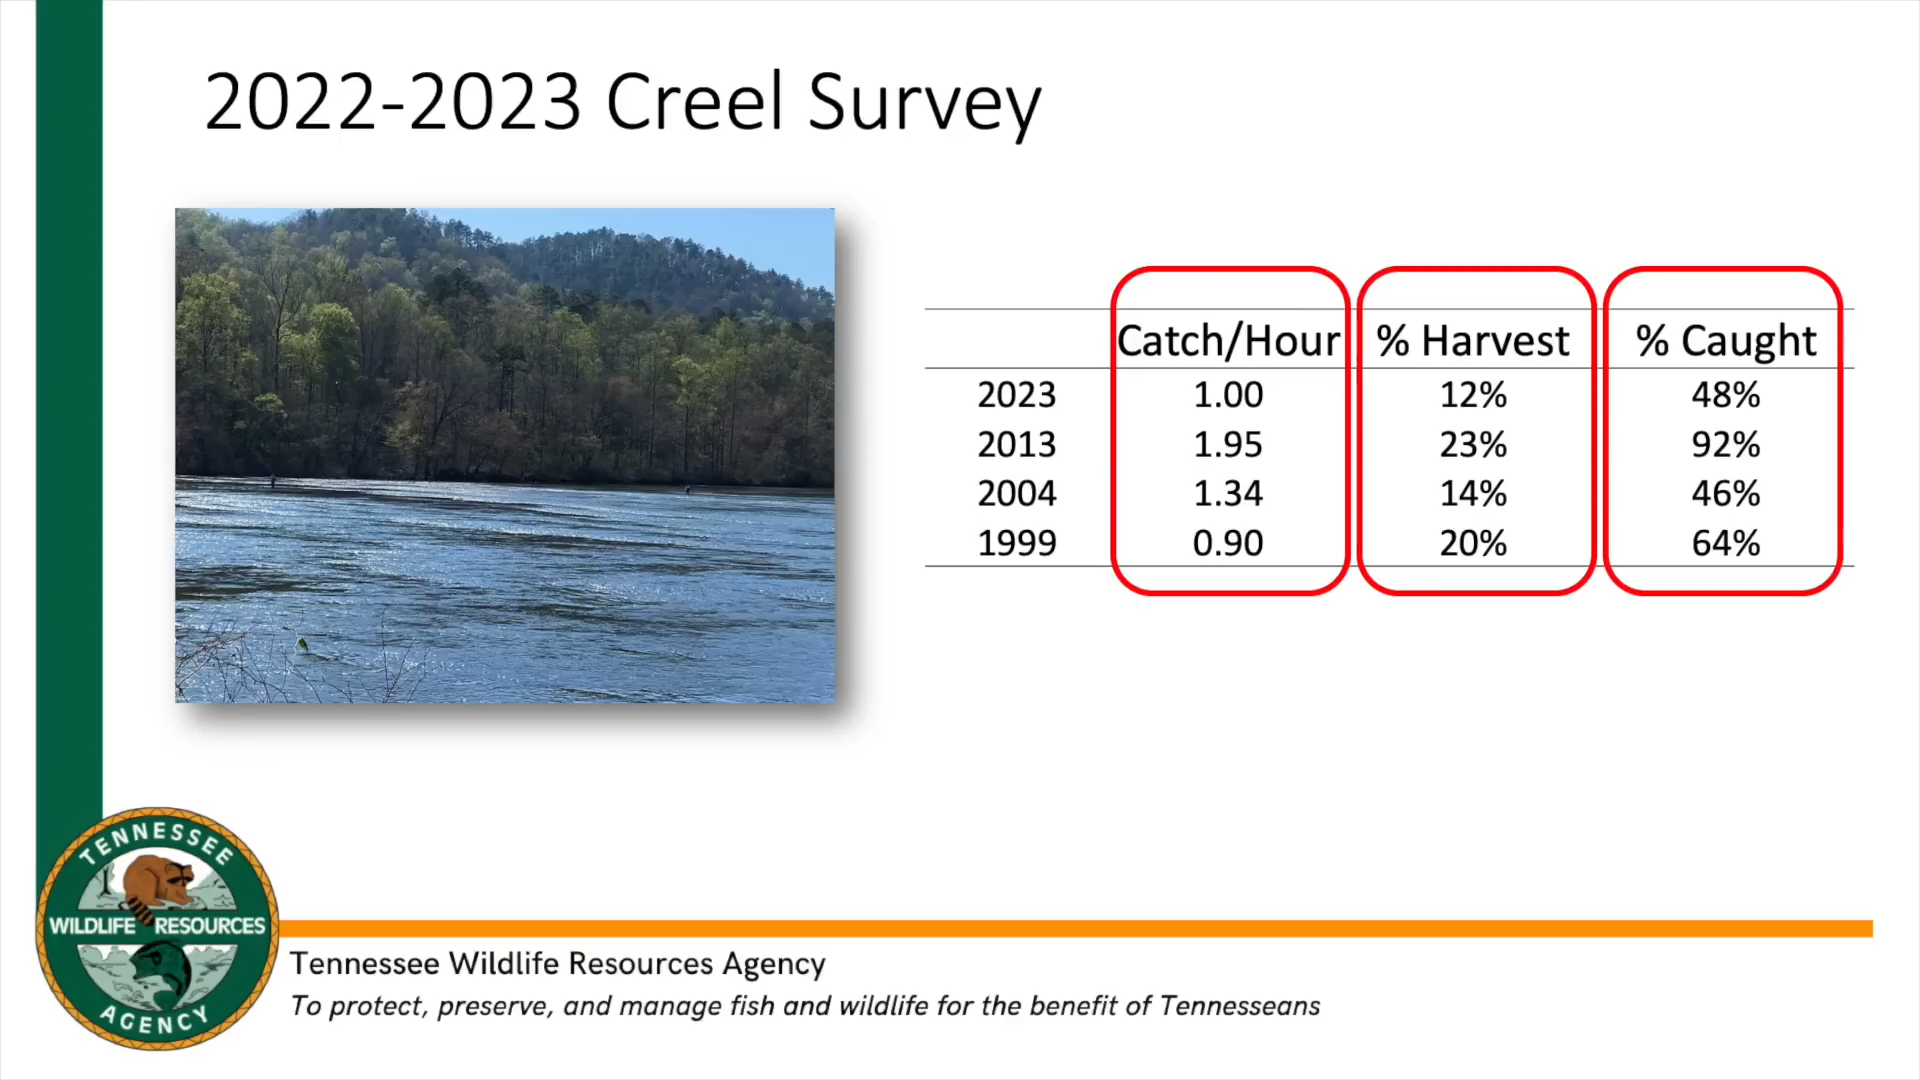 2022-2023 Creel Survey
Catch/Hour % Harvest % Caught
2023 1.00 12% 48%
2013 1.95 23% 92%
2004 1.34 14% 46%
1999 0.90 20% 64%
TENNESSEE
WILDLIFE RESOURCES
AGENCY
Tennessee Wildlife Resources Agency
To protect, preserve, and manage fish and wildlife for the benefit of Tennesseans